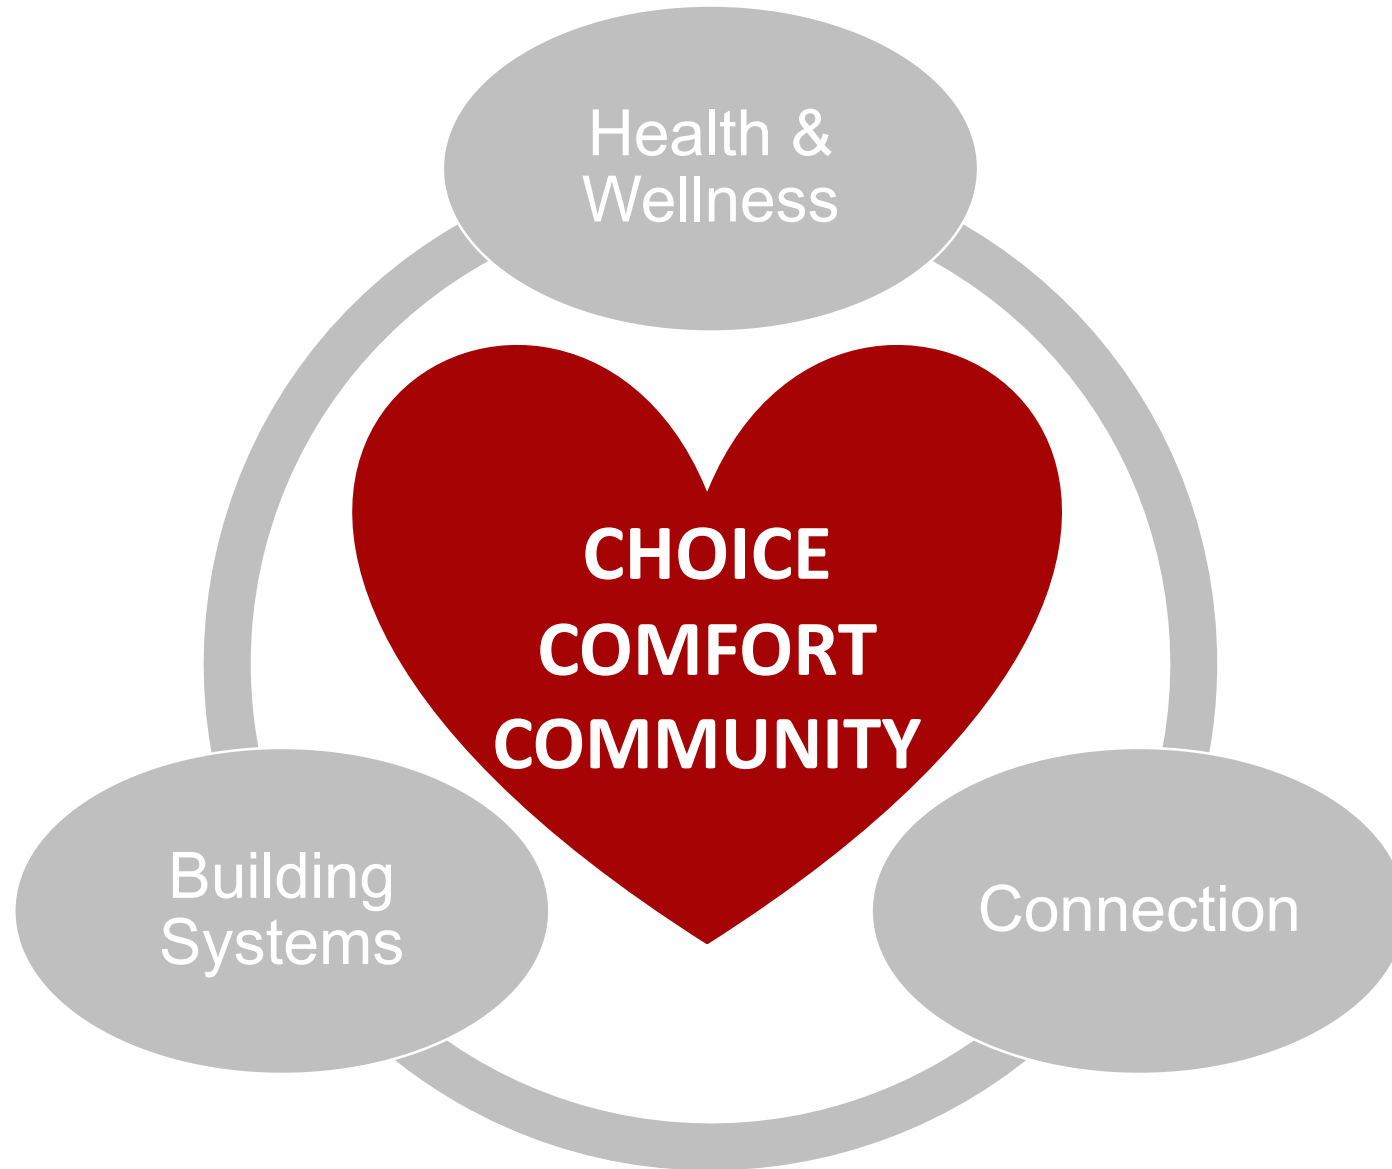 Health &
Wellness
CHOICE
COMFORT
COMMUNITY
Building
Systems
Connection